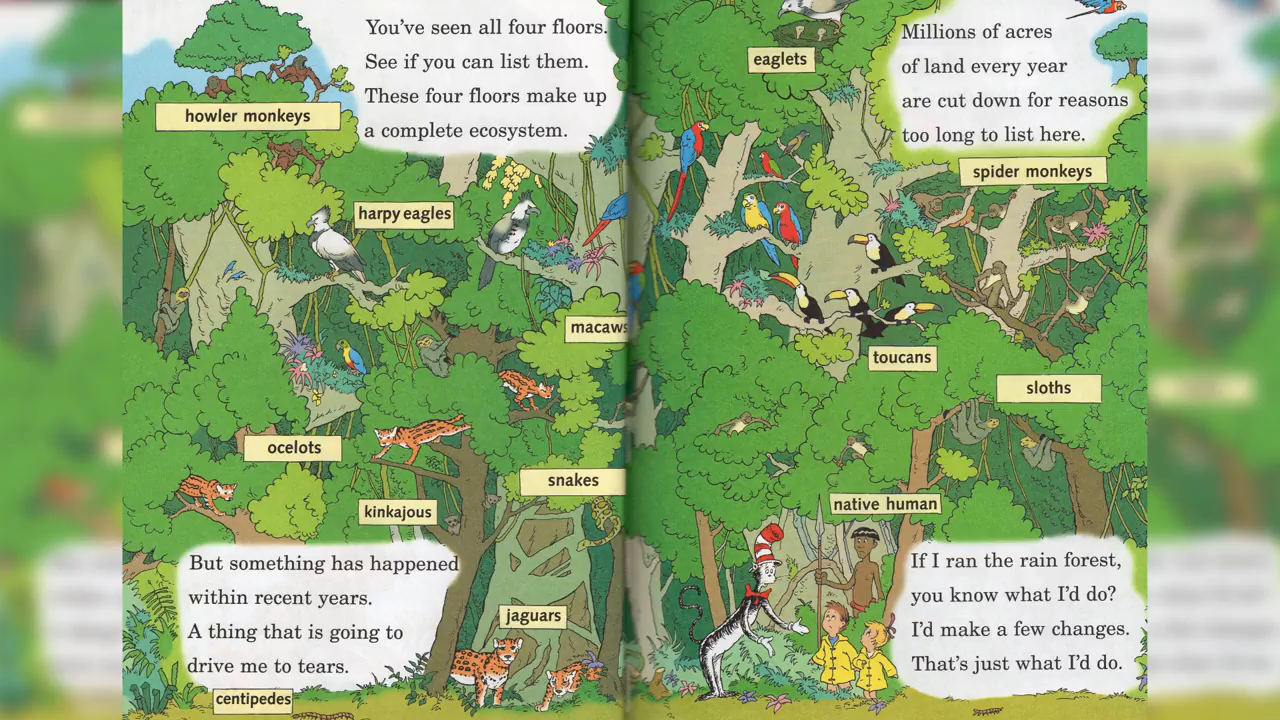 You've seen all four floors.
See if you can list them.
These four floors make up
a complete ecosystem.
howler monkeys
harpy eagles
macaws
ocelots
snakes
kinkajous
But something has happened
within recent years.
A thing that is going to
drive me to tears.
jaguars
centipedes
eaglets
Millions of acres
of land every year
are cut down for reasons
too long to list here.
spider monkeys
toucans
sloths
native human
If I ran the rain forest,
you know what I'd do?
I'd make a few changes.
That's just what I'd do.